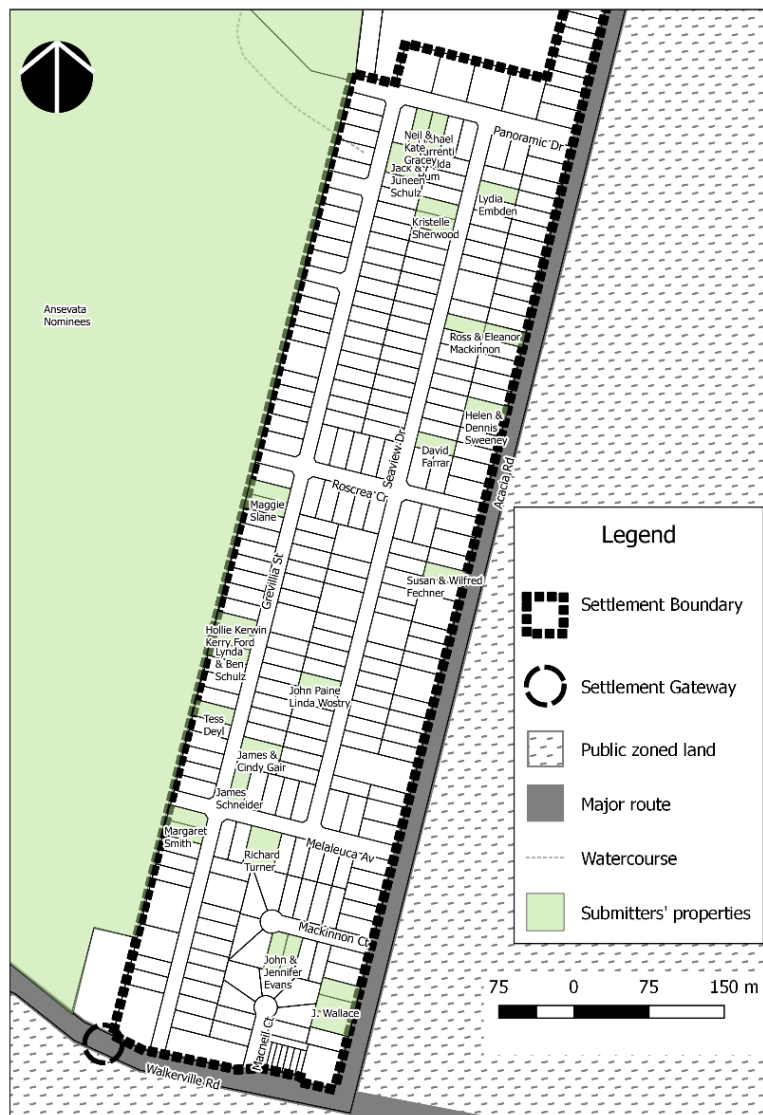 Panoramic Dr
Neil &
Kate
Gracey
Jack &
Juneen
Schulz
Lydia
Embden
Kristelle
Sherwood
Ansevata
Nominees
Ross & Eleanor
Mackinnon
Helen &
Dennis
Sweeney
David
Farrar
Seaview Dr
Acacia Rd
Roscrea Cr
Maggie
Slane
Grevillia St
Susan & Wilfred
Fechner
Hollie Kerwin
Kerry Ford
Lynda
& Ben
Schulz
John Paine
Linda Wostry
Tess
Deyl
James &
Cindy Gair
James
Schneider
Margaret
Smith
Richard
Turner
Melaleuca Av
Mackinnon Ct
John &
Jennifer
Evans
J. Wallace
Macneil Ct
Walkerville Rd
Legend
Settlement Boundary
Settlement Gateway
Public zoned land
Major route
Watercourse
Submitters' properties
75 0 75 150 m